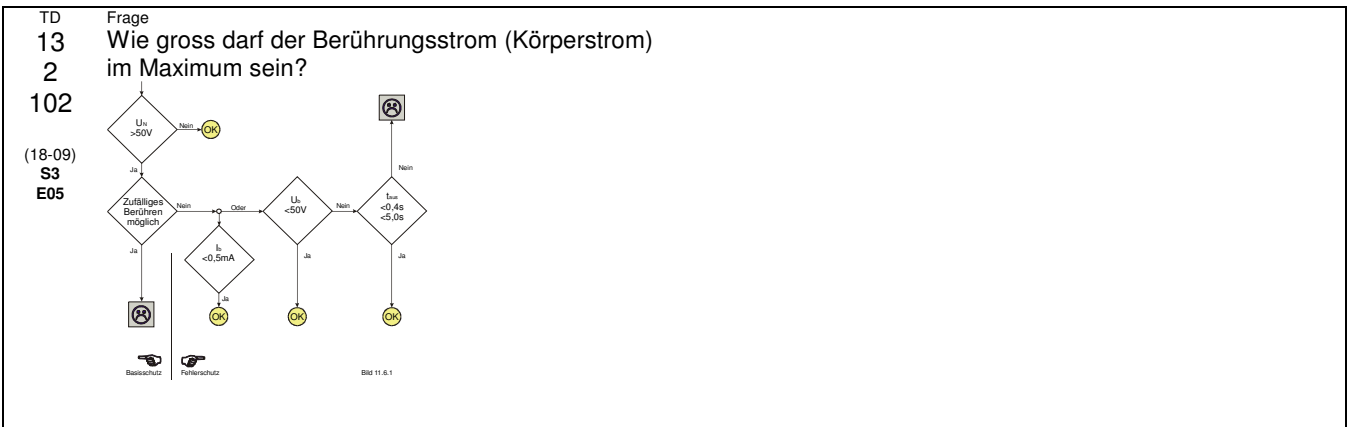 TD
13
2
102
(18-09)
S3
E05
Frage
Wie gross darf der Berührungsstrom (Körperstrom)
im Maximum sein?
UN
>50V
Nein
OK
Ja
Zufälliges
Berühren
möglich
Nein
Oder
Ub
<50V
Nein
taus
<0,4s
<5,0s
Nein
Ja
Ib
<0,5mA
Ja
Ja
Ja
OK
OK
OK
Basisschutz
Fehlerschutz
Bild 11.6.1